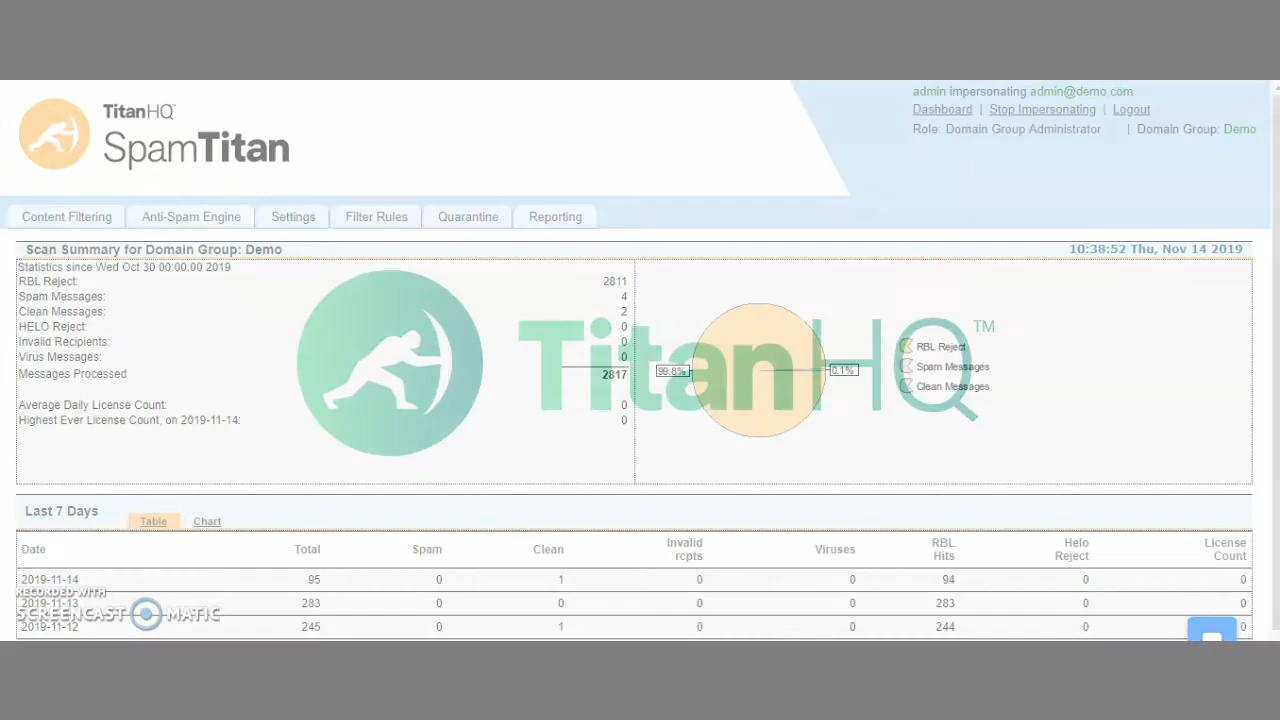 TitanHQ
SpamTitan
admin impersonating admin@demo.com
Dashboard | Stop Impersonating | Logout
Role: Domain Group Administrator | Domain Group: Demo
Content Filtering Anti-Spam Engine Settings Filter Rules Quarantine Reporting
Scan Summary for Domain Group: Demo 10:38:52 Thu, Nov 14 2019
Statistics since Wed Oct 30 00:00:00 2019
RBL Reject: 2811
Spam Messages: 4
Clean Messages: 2
HELO Reject: 0
Invalid Recipients: 0
Virus Messages: 0
Messages Processed 2817
Average Daily License Count: 0
Highest Ever License Count, on 2019-11-14: 0
TitanHQ™
99.8% 0.1%
RBL Reject
Spam Messages
Clean Messages
Last 7 Days Table Chart
Date Total Spam Clean Invalid rcpts Viruses RBL Hits Helo Reject License Count
2019-11-14 95 0 1 0 0 94 0 0
2019-11-13 283 0 0 0 0 283 0 0
2019-11-12 245 0 1 0 0 244 0 0
RECORDED WITH
SCREENCAST MATIC